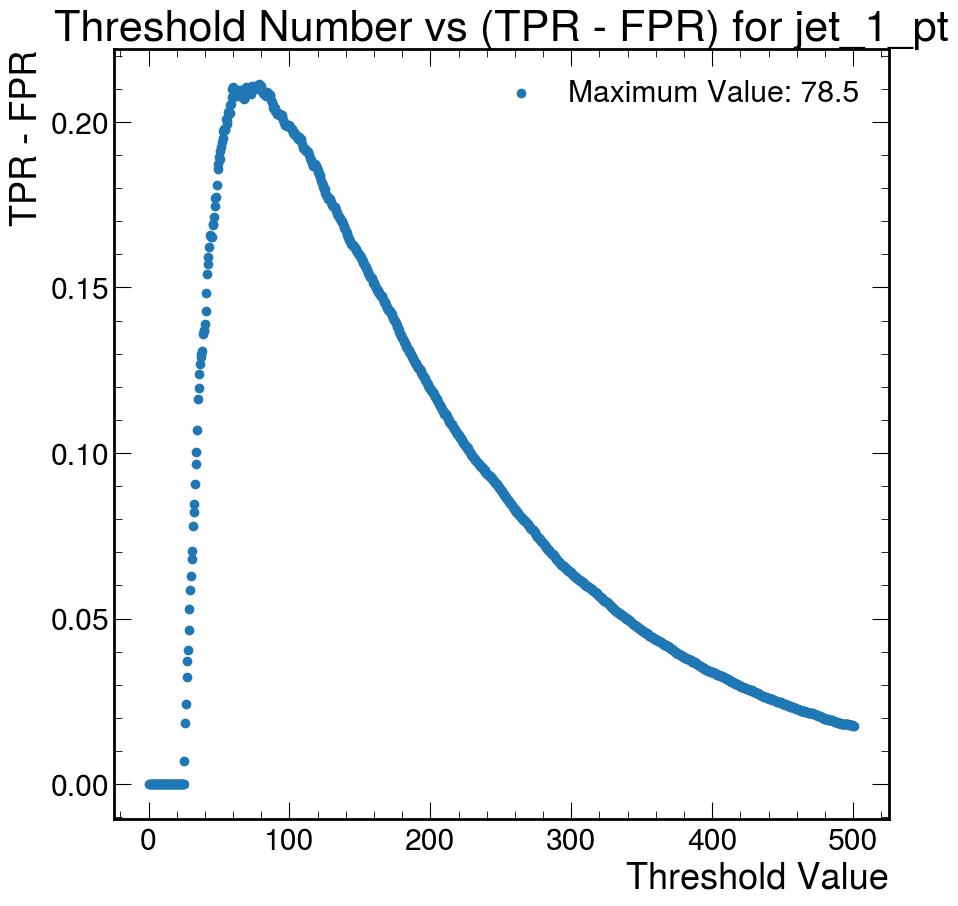 Threshold Number vs (TPR - FPR) for jet_1_pt
TPR - FPR
Maximum Value: 78.5
0.20
0.15
0.10
0.05
0.00
0 100 200 300 400 500
Threshold Value